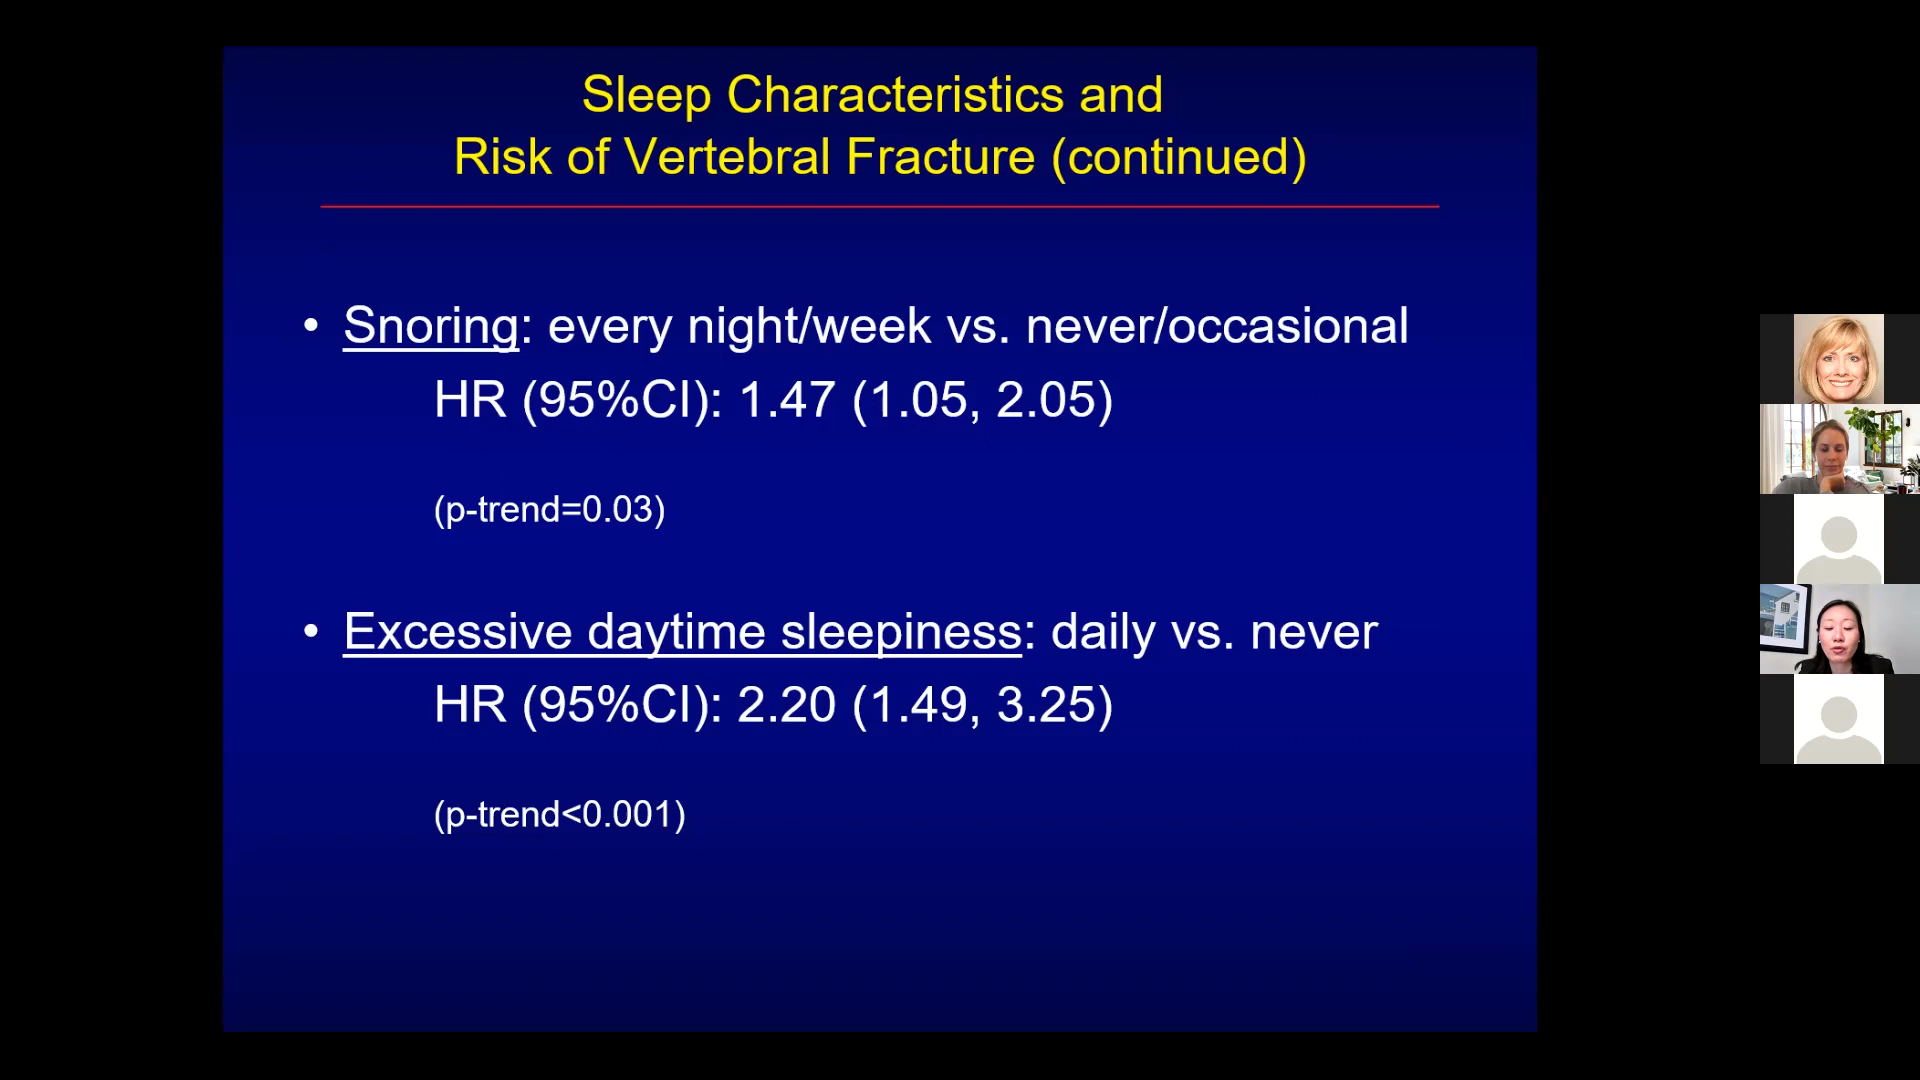 Sleep Characteristics and
Risk of Vertebral Fracture (continued)
• Snoring: every night/week vs. never/occasional
HR (95%CI): 1.47 (1.05, 2.05)
(p-trend=0.03)
• Excessive daytime sleepiness: daily vs. never
HR (95%CI): 2.20 (1.49, 3.25)
(p-trend<0.001)